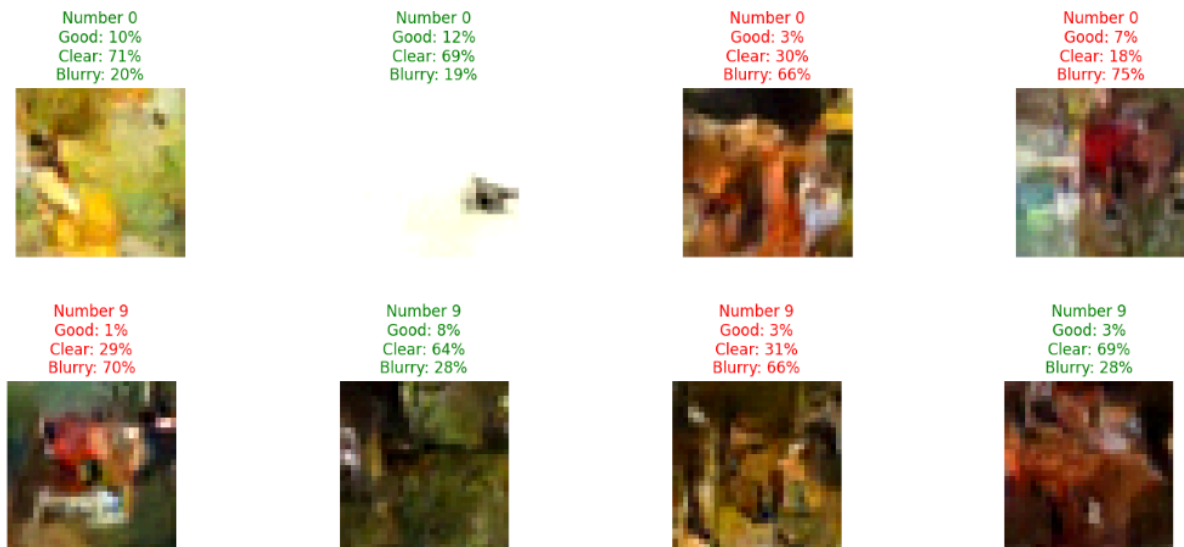 Number 0
Good: 10%
Clear: 71%
Blurry: 20%
Number 0
Good: 12%
Clear: 69%
Blurry: 19%
Number 0
Good: 3%
Clear: 30%
Blurry: 66%
Number 0
Good: 7%
Clear: 18%
Blurry: 75%
Number 9
Good: 1%
Clear: 29%
Blurry: 70%
Number 9
Good: 8%
Clear: 64%
Blurry: 28%
Number 9
Good: 3%
Clear: 31%
Blurry: 66%
Number 9
Good: 3%
Clear: 69%
Blurry: 28%